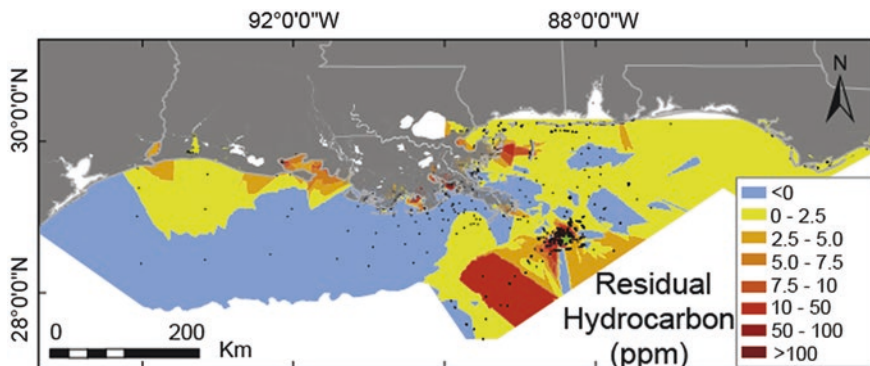 92°0'0"W 88°0'0"W
30°0'0"N
28°0'0"N
N
0 200
Km
Residual
Hydrocarbon
(ppm)
<0
0 - 2.5
2.5 - 5.0
5.0 - 7.5
7.5 - 10
10 - 50
50 - 100
>100